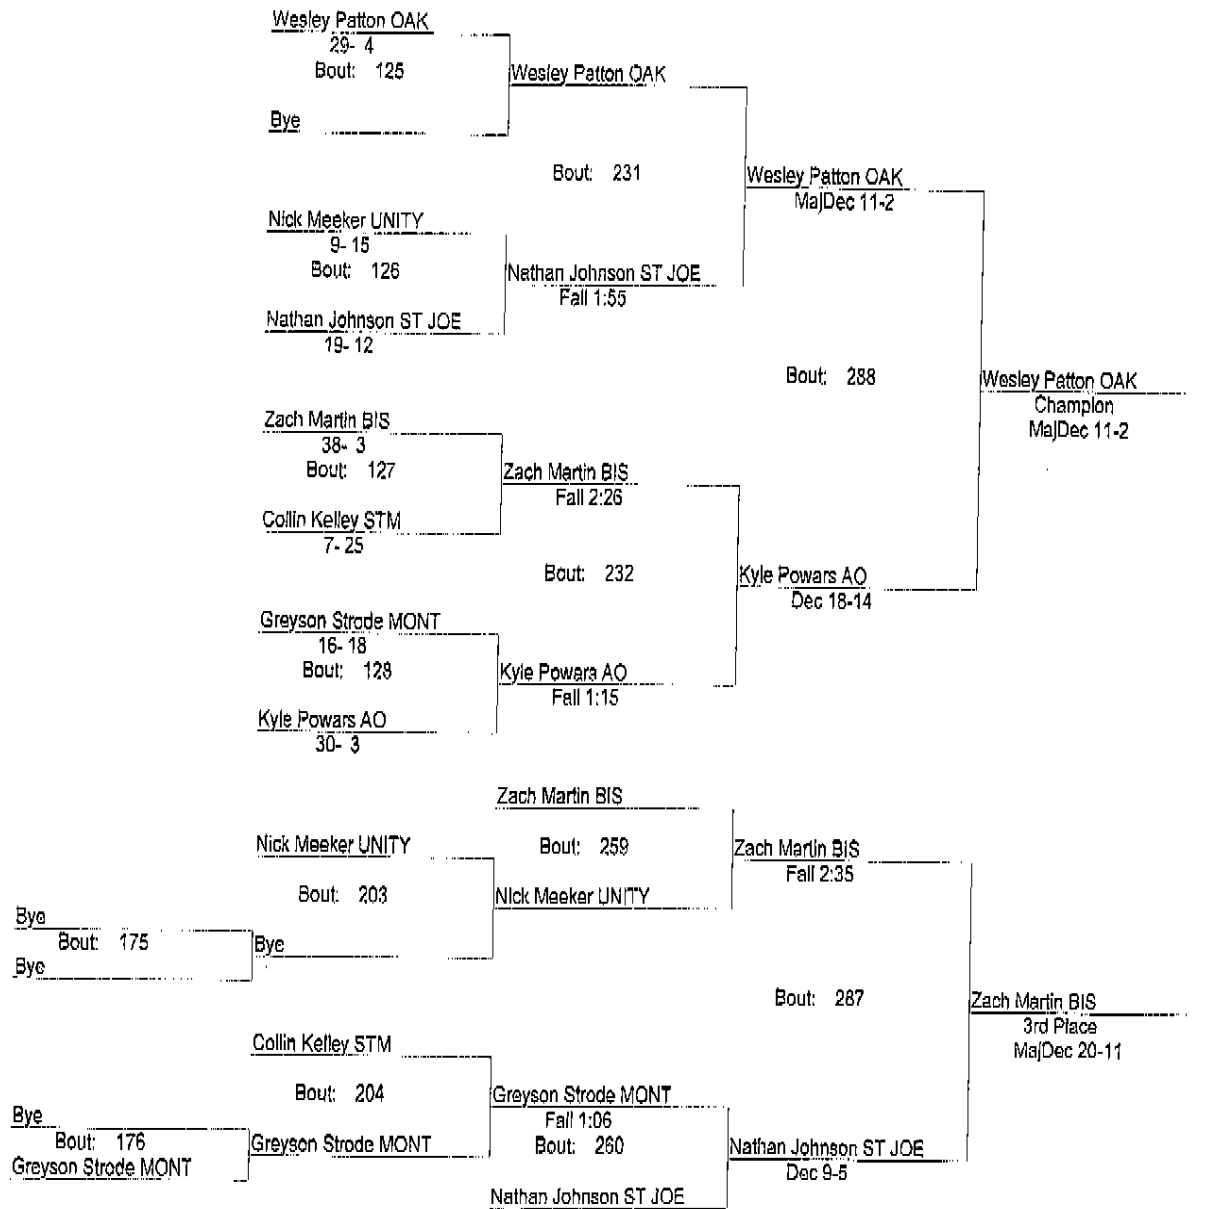 Wesley Patton OAK
29- 4
Bout: 125
Wesley Patton OAK
Bye
Bout: 231
Wesley Patton OAK
MajDec 11-2
Nick Meeker UNITY
9- 15
Bout: 126
Nathan Johnson ST JOE
Fall 1:55
Nathan Johnson ST JOE
19- 12
Bout: 288
Wesley Patton OAK
Champion
MajDec 11-2
Zach Martin BIS
38- 3
Bout: 127
Zach Martin BIS
Fall 2:26
Collin Kelley STM
7- 25
Bout: 232
Kyle Powars AO
Dec 18-14
Greyson Strode MONT
16- 18
Bout: 128
Kyle Powars AO
Fall 1:15
Kyle Powars AO
30- 3
Zach Martin BIS
Nick Meeker UNITY
Bout: 259
Zach Martin BIS
Fall 2:35
Bout: 203
Nick Meeker UNITY
Bye
Bout: 175
Bye
Bye
Bout: 287
Zach Martin BIS
3rd Place
MajDec 20-11
Collin Kelley STM
Bout: 204
Greyson Strode MONT
Fall 1:06
Bye
Bout: 176
Greyson Strode MONT
Bout: 260
Nathan Johnson ST JOE
Dec 9-5
Greyson Strode MONT
Nathan Johnson ST JOE